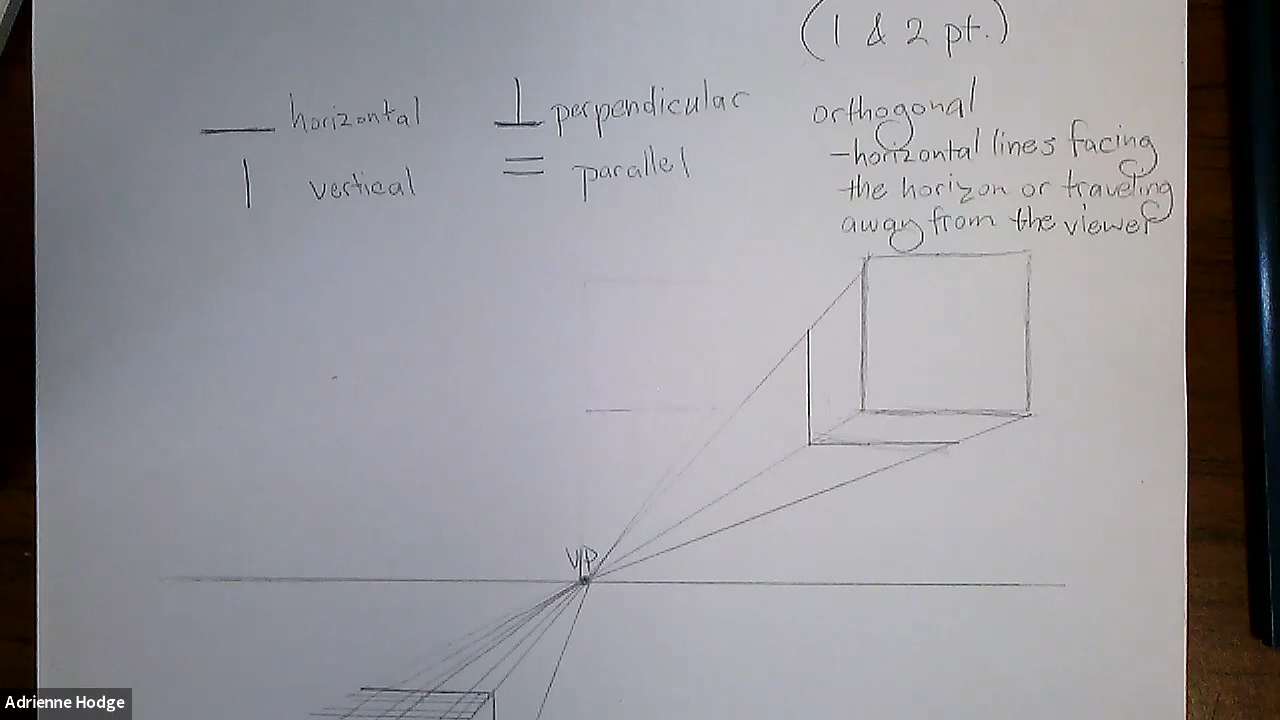 (1 & 2 pt.)
horizontal
perpendicular
vertical
parallel
orthogonal
-horizontal lines facing
the horizon or traveling
away from the viewer
VP
Adrienne Hodge